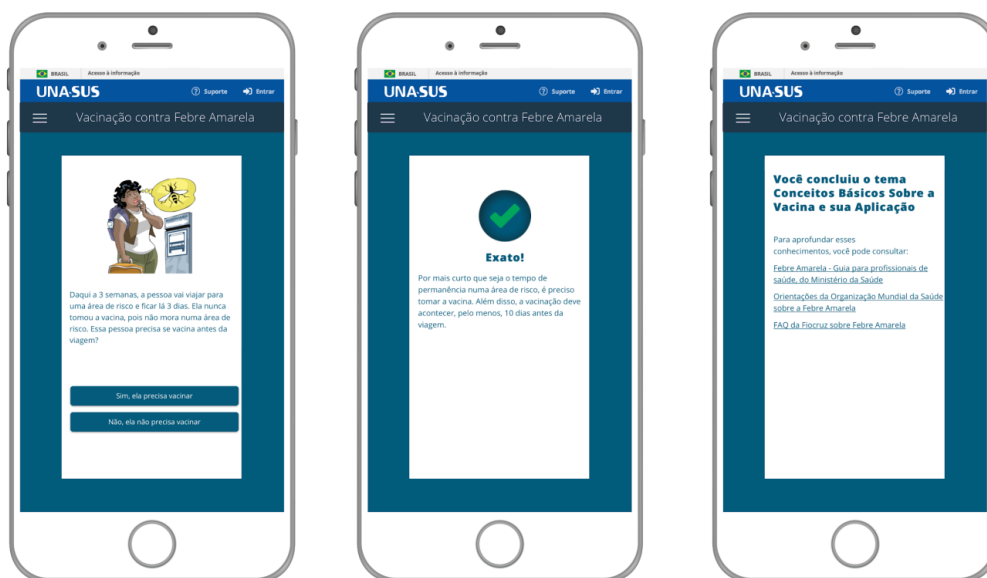 BRASIL Acesso à informação
UNA-SUS Suporte Entrar
Vacinação contra Febre Amarela
Daqui a 3 semanas, a pessoa vai viajar para
uma área de risco e ficar lá 3 dias. Ela nunca
tomou a vacina, pois não mora numa área de
risco. Essa pessoa precisa se vacina antes da
viagem?
Sim, ela precisa vacinar
Não, ela não precisa vacinar
BRASIL Acesso à informação
UNA-SUS Suporte Entrar
Vacinação contra Febre Amarela
Exato!
Por mais curto que seja o tempo de
permanência numa área de risco, é preciso
tomar a vacina. Além disso, a vacinação deve
acontecer, pelo menos, 10 dias antes da
viagem.
BRASIL Acesso à informação
UNA-SUS Suporte Entrar
Vacinação contra Febre Amarela
Você concluiu o tema
Conceitos Básicos Sobre a
Vacina e sua Aplicação
Para aprofundar esses
conhecimentos, você pode consultar:
Febre Amarela - Guia para profissionais de
saúde, do Ministério da Saúde
Orientações da Organização Mundial da Saúde
sobre a Febre Amarela
FAQ da Fiocruz sobre Febre Amarela